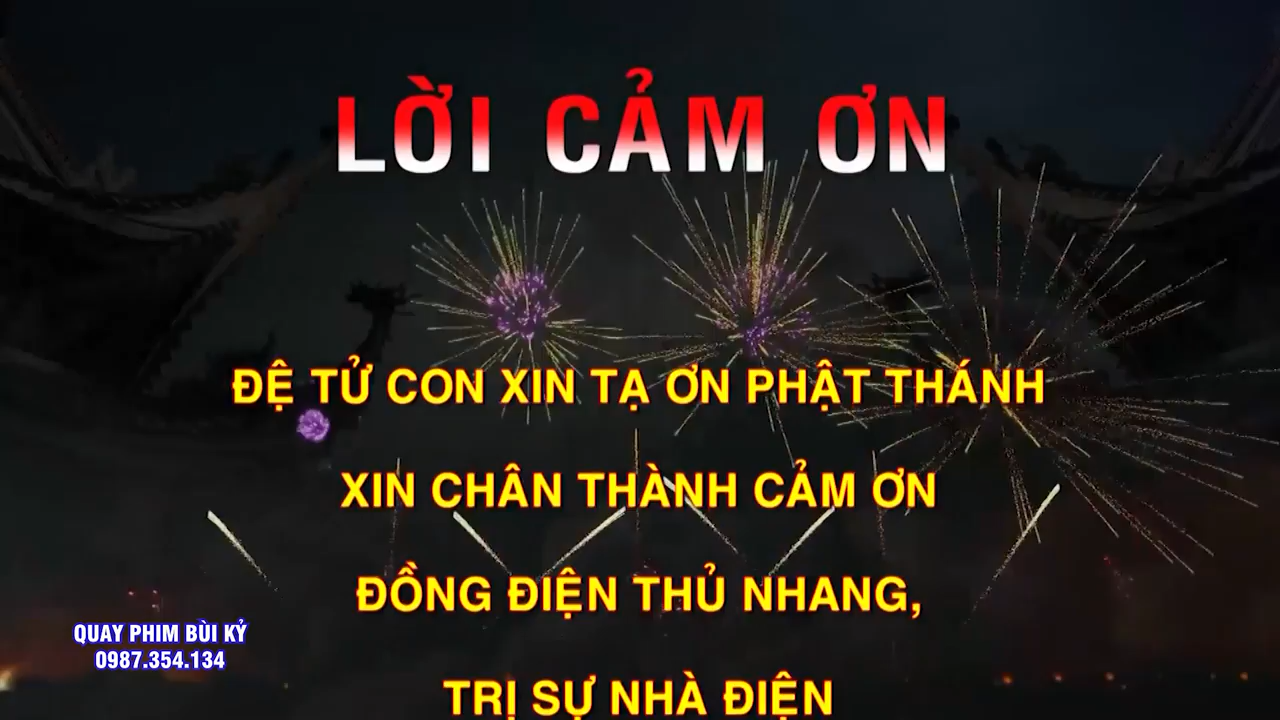 LỜI CẢM ƠN
ĐỆ TỬ CON XIN TẠ ƠN PHẬT THÁNH
XIN CHÂN THÀNH CẢM ƠN
ĐỒNG ĐIỆN THỦ NHANG,
TRỊ SỰ NHÀ ĐIỆN
QUAY PHIM BÙI KỶ
0987.354.134